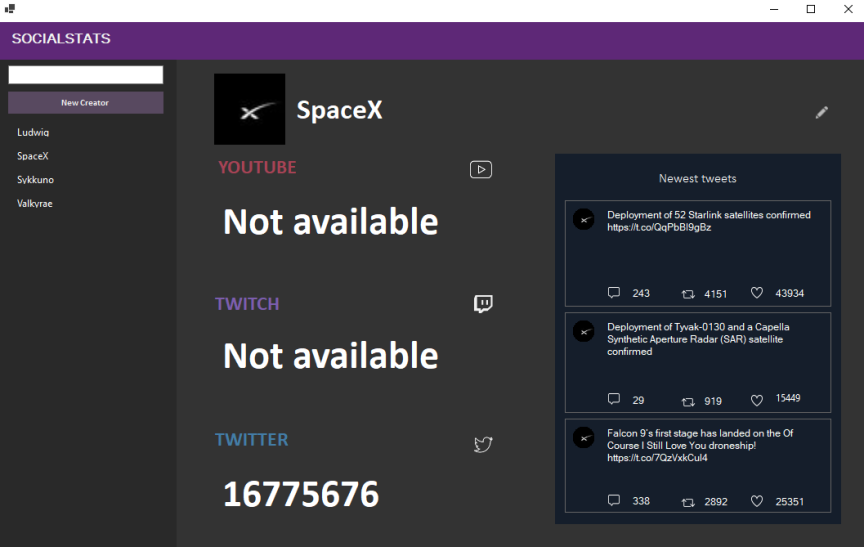 SOCIALSTATS
New Creator
Ludwig
SpaceX
Sykkuno
Valkyrae
SpaceX
YOUTUBE
Not available
TWITCH
Not available
TWITTER
16775676
Newest tweets
Deployment of 52 Starlink satellites confirmed
https://t.co/QqPbBI9gBz
243 4151 43934
Deployment of Tyvak-0130 and a Capella
Synthetic Aperture Radar (SAR) satellite
confirmed
29 919 15449
Falcon 9’s first stage has landed on the Of
Course I Still Love You droneship!
https://t.co/7QzVxkCul4
338 2892 25351